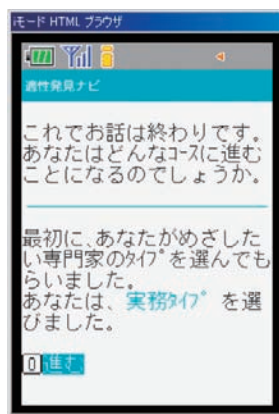 iモード HTML ブラウザ
適性発見ナビ
これでお話は終わりです。
あなたはどんなｺｰｽに進む
ことになるのでしょうか。
最初に、あなたがめざした
い専門家のﾀｲﾌﾟを選んでも
らいました。
あなたは、実務ﾀｲﾌﾟ を選
びました。
0 進む